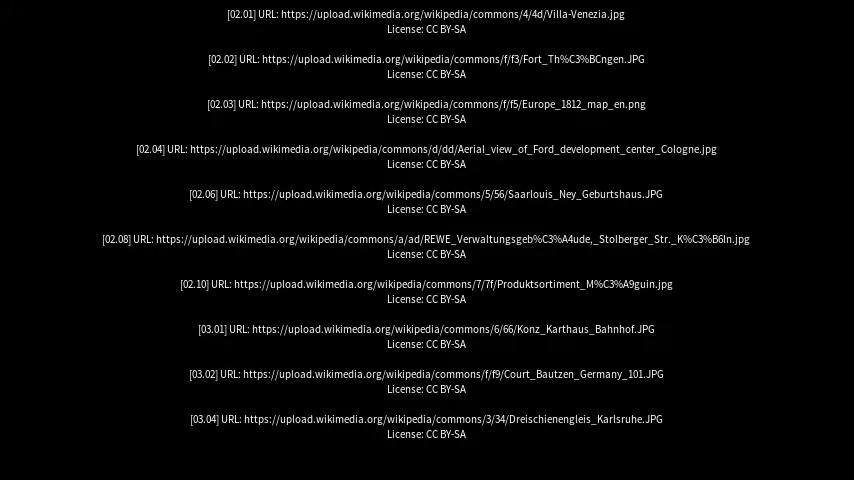 [02.01] URL: https://upload.wikimedia.org/wikipedia/commons/4/4d/Villa-Venezia.jpg
License: CC BY-SA
[02.02] URL: https://upload.wikimedia.org/wikipedia/commons/f/f3/Fort_Th%C3%BCngen.JPG
License: CC BY-SA
[02.03] URL: https://upload.wikimedia.org/wikipedia/commons/f/f5/Europe_1812_map_en.png
License: CC BY-SA
[02.04] URL: https://upload.wikimedia.org/wikipedia/commons/d/dd/Aerial_view_of_Ford_development_center_Cologne.jpg
License: CC BY-SA
[02.06] URL: https://upload.wikimedia.org/wikipedia/commons/5/56/Saarlouis_Ney_Geburtshaus.JPG
License: CC BY-SA
[02.08] URL: https://upload.wikimedia.org/wikipedia/commons/a/ad/REWE_Verwaltungsgeb%C3%A4ude,_Stolberger_Str._K%C3%B6ln.jpg
License: CC BY-SA
[02.10] URL: https://upload.wikimedia.org/wikipedia/commons/7/7f/Produktsortiment_M%C3%A9guin.jpg
License: CC BY-SA
[03.01] URL: https://upload.wikimedia.org/wikipedia/commons/6/66/Konz_Karthaus_Bahnhof.JPG
License: CC BY-SA
[03.02] URL: https://upload.wikimedia.org/wikipedia/commons/f/f9/Court_Bautzen_Germany_101.JPG
License: CC BY-SA
[03.04] URL: https://upload.wikimedia.org/wikipedia/commons/3/34/Dreischienengleis_Karlsruhe.JPG
License: CC BY-SA